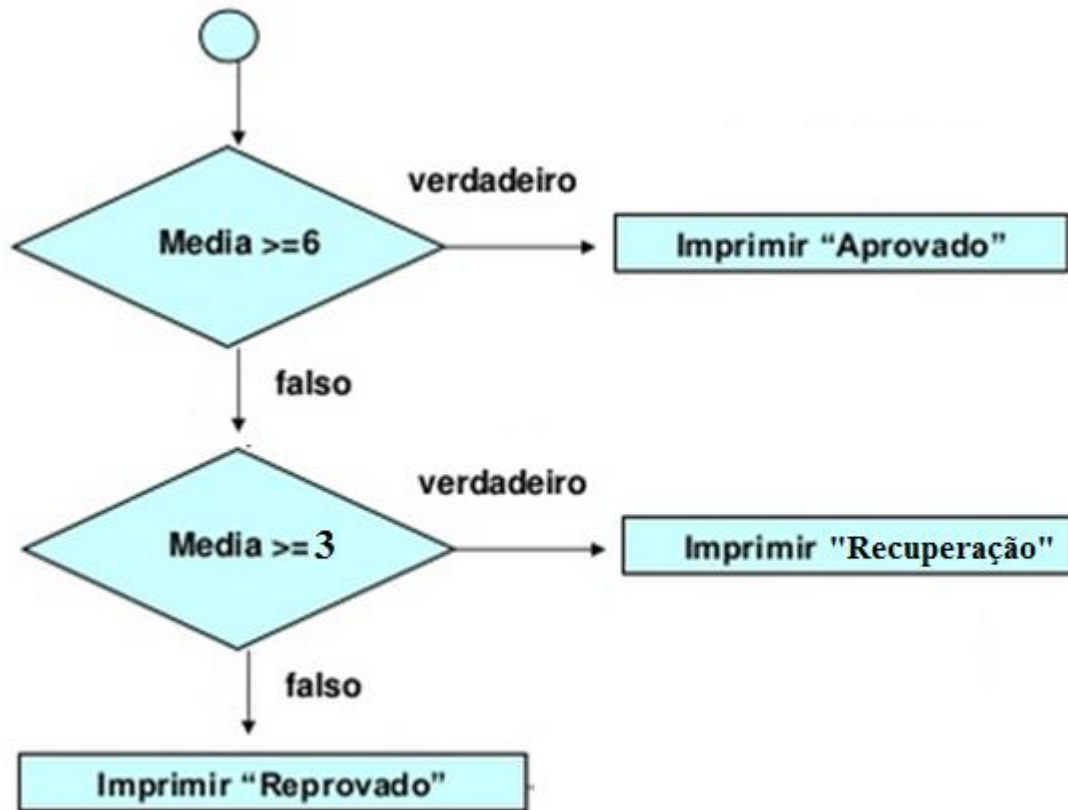 verdadeiro
Media >=6
Imprimir “Aprovado”
falso
verdadeiro
Media >= 3
Imprimir "Recuperação"
falso
Imprimir “Reprovado”